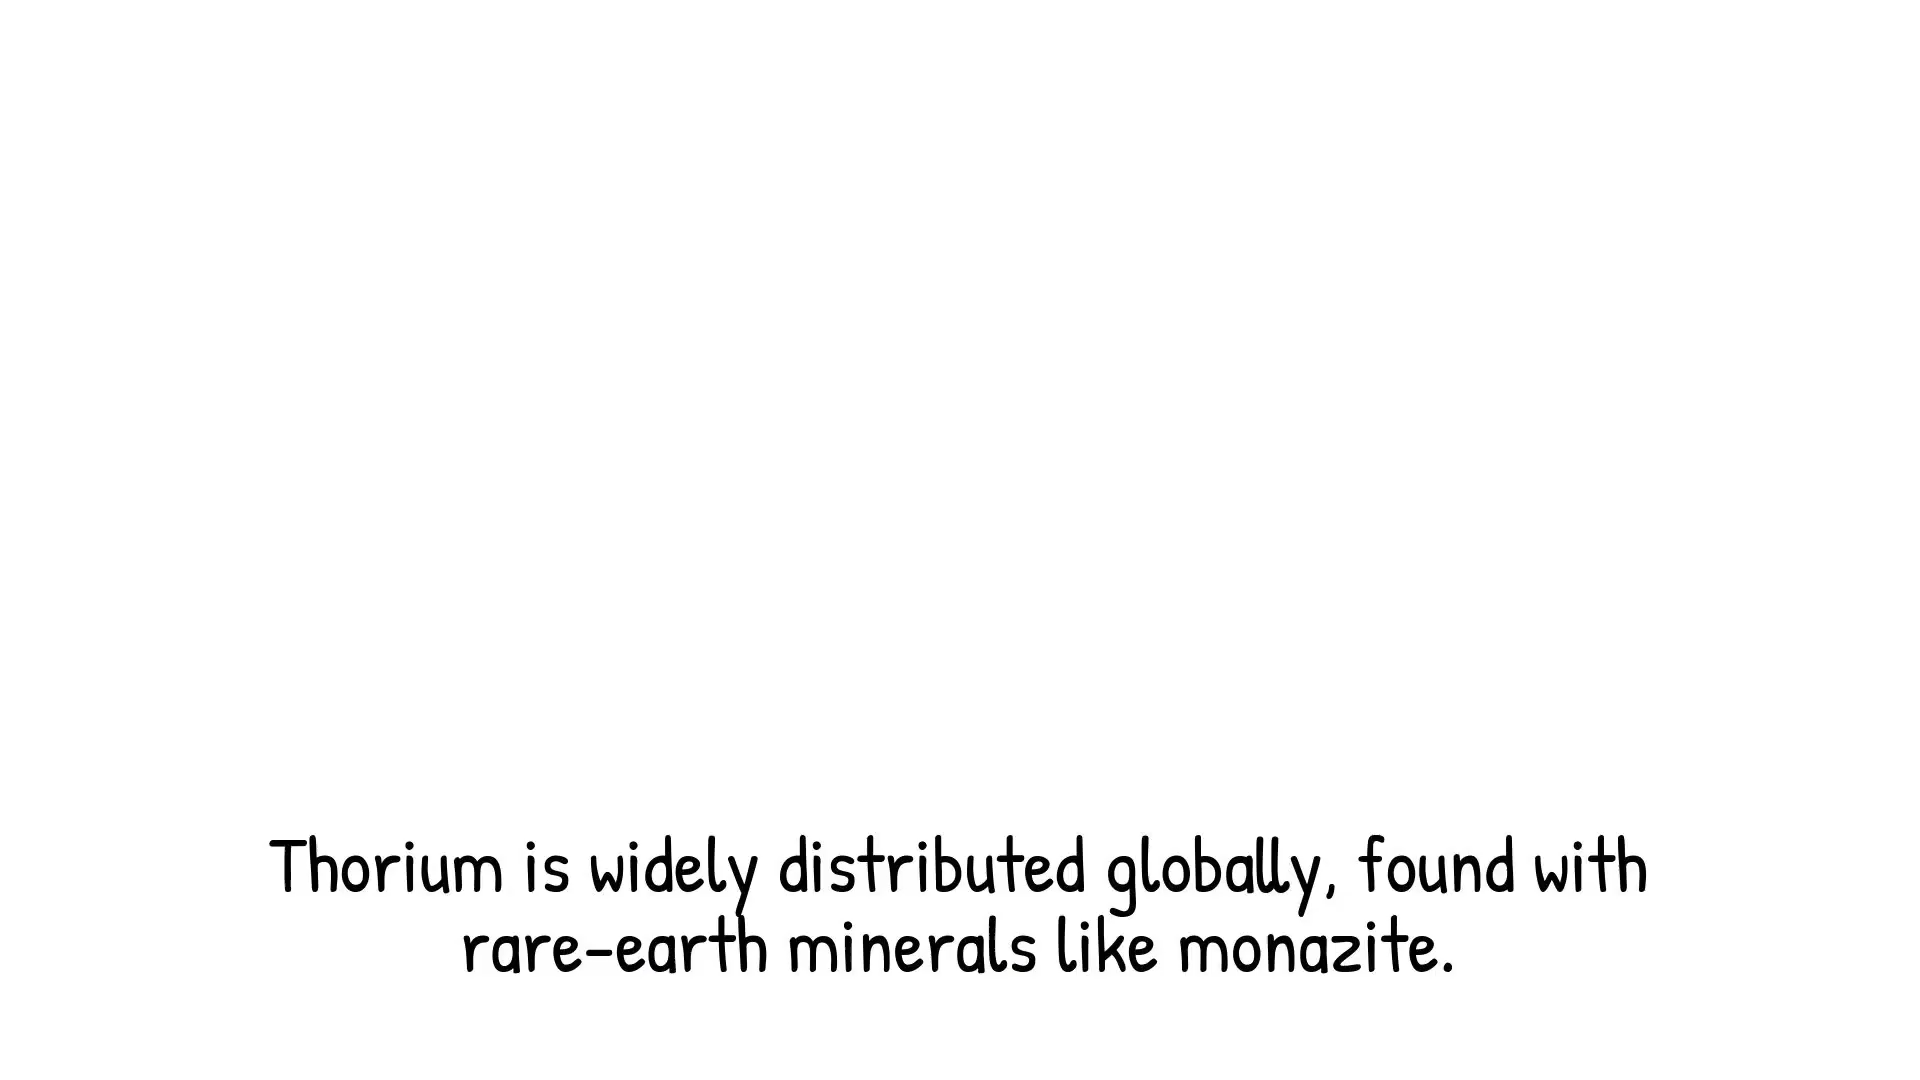 Thorium is widely distributed globally, found with
rare-earth minerals like monazite.